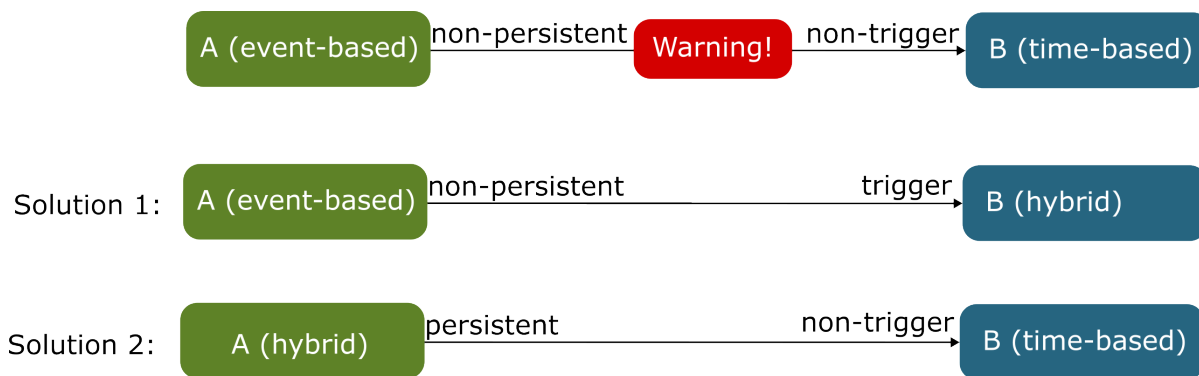 A (event-based) non-persistent Warning! non-trigger B (time-based)
Solution 1: A (event-based) non-persistent trigger B (hybrid)
Solution 2: A (hybrid) persistent non-trigger B (time-based)